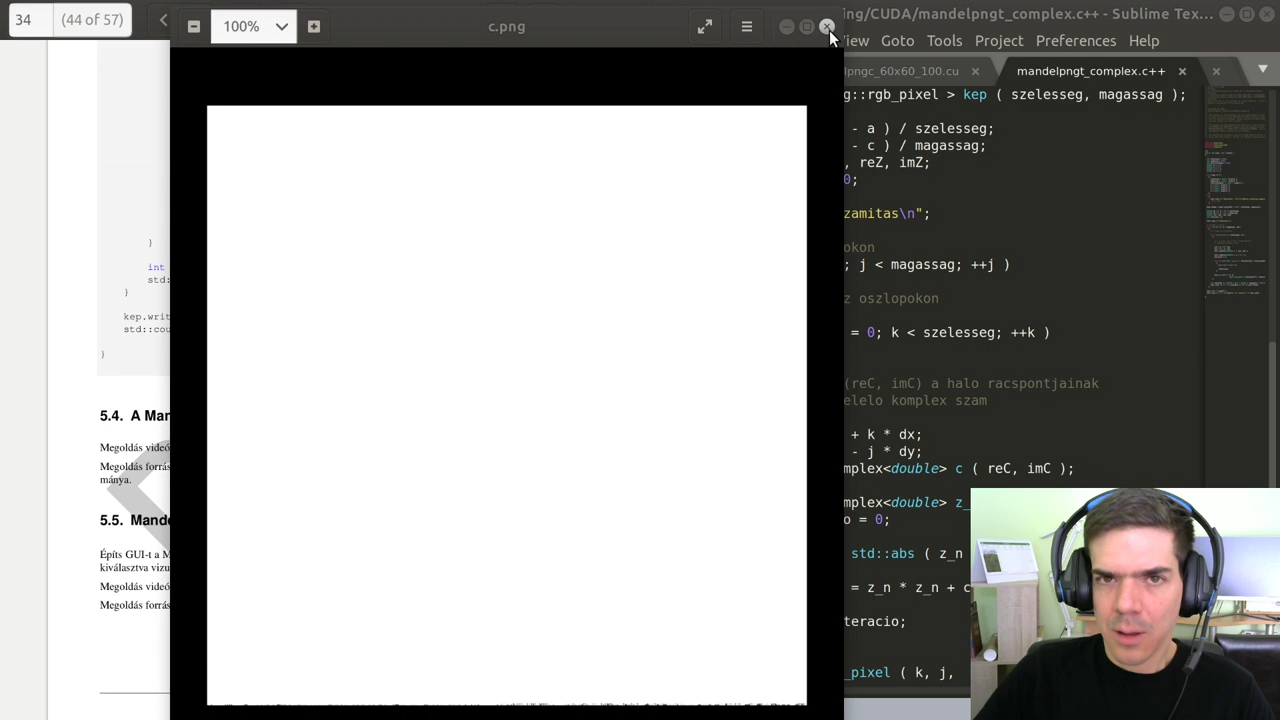 34
(44 of 57)
100%
c.png
ing/CUDA/mandelpngt_complex.c++ - Sublime Tex...
View Goto Tools Project Preferences Help
lpngc_60x60_100.cu
mandelpngt_complex.c++
g::rgb_pixel > kep ( szelesseg, magassag );
- a ) / szelesseg;
- c ) / magassag;
, reZ, imZ;
0;
zamitas\n";
okon
; j < magassag; ++j )
z oszlopokon
= 0; k < szelesseg; ++k )
(reC, imC) a halo racspontjainak
elelo komplex szam
+ k * dx;
- j * dy;
mplex<double> c ( reC, imC );
mplex<double> z_
o = 0;
std::abs ( z_n
= z_n * z_n + c
teracio;
_pixel ( k, j,
}
int
std:
}
kep.writ
std::cou
}
5.4. A Man
Megoldás videó
Megoldás forrás
mánya.
5.5. Mande
Építs GUI-t a M
kiválasztva vizu
Megoldás videó
Megoldás forrás